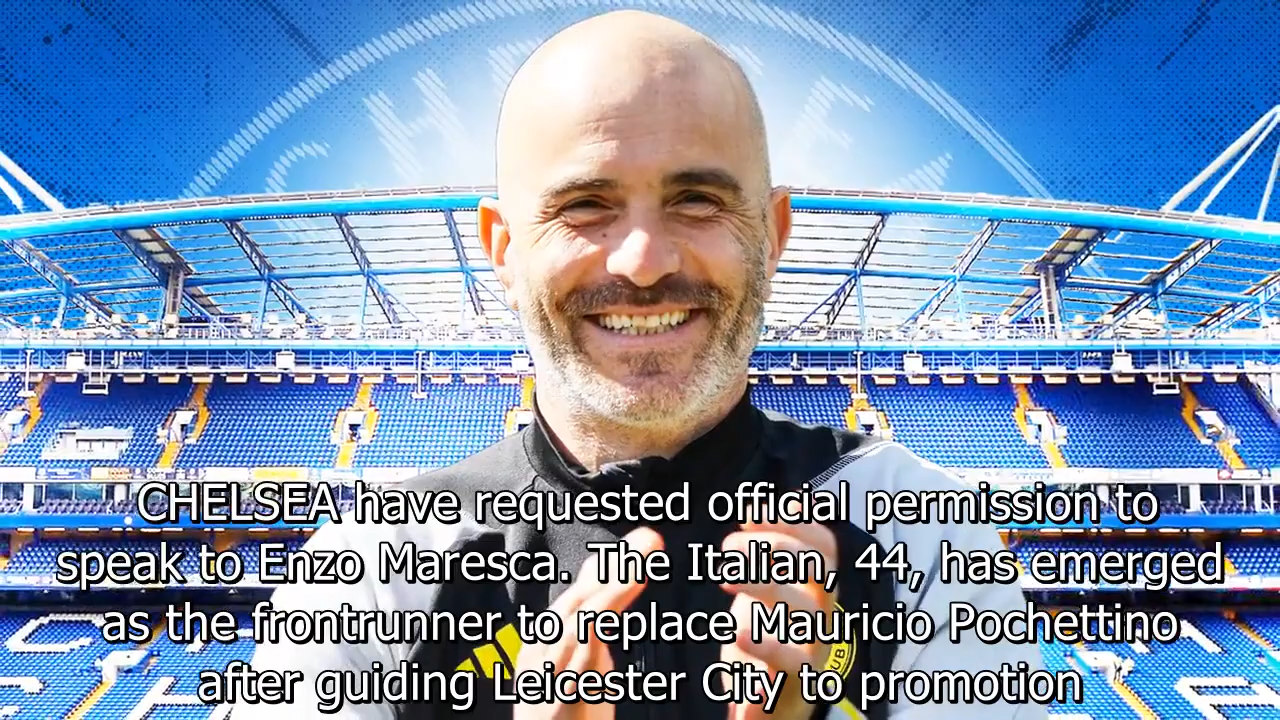 CHELSEA have requested official permission to
speak to Enzo Maresca. The Italian, 44, has emerged
as the frontrunner to replace Mauricio Pochettino
after guiding Leicester City to promotion